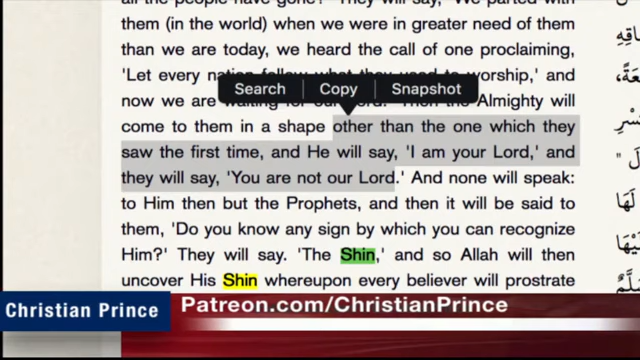 all the people have gone?' They will say, 'We parted with
them (in the world) when we were in greater need of them
than we are today, we heard the call of one proclaiming,
'Let every nation follow what they used to worship,' and
Search Copy Snapshot
now we are waiting for our Lord.' Then the Almighty will
come to them in a shape other than the one which they
saw the first time, and He will say, 'I am your Lord,' and
they will say, 'You are not our Lord.' And none will speak:
to Him then but the Prophets, and then it will be said to
them, 'Do you know any sign by which you can recognize
Him?' They will say. 'The Shin,' and so Allah will then
uncover His Shin whereupon every believer will prostrate
Christian Prince
Patreon.com/ChristianPrince